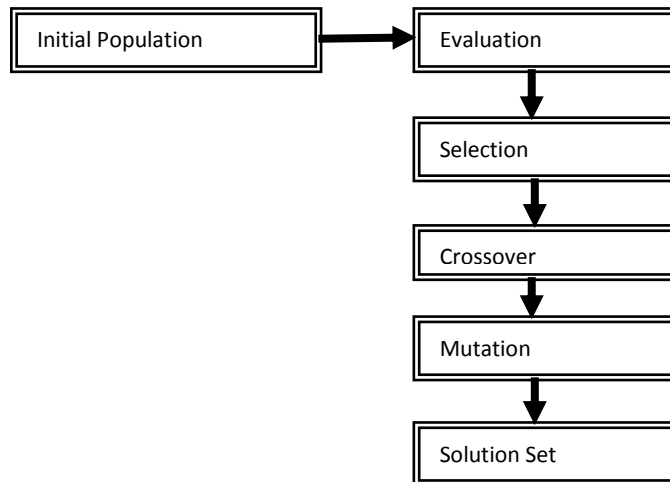 Initial Population
Evaluation
Selection
Crossover
Mutation
Solution Set